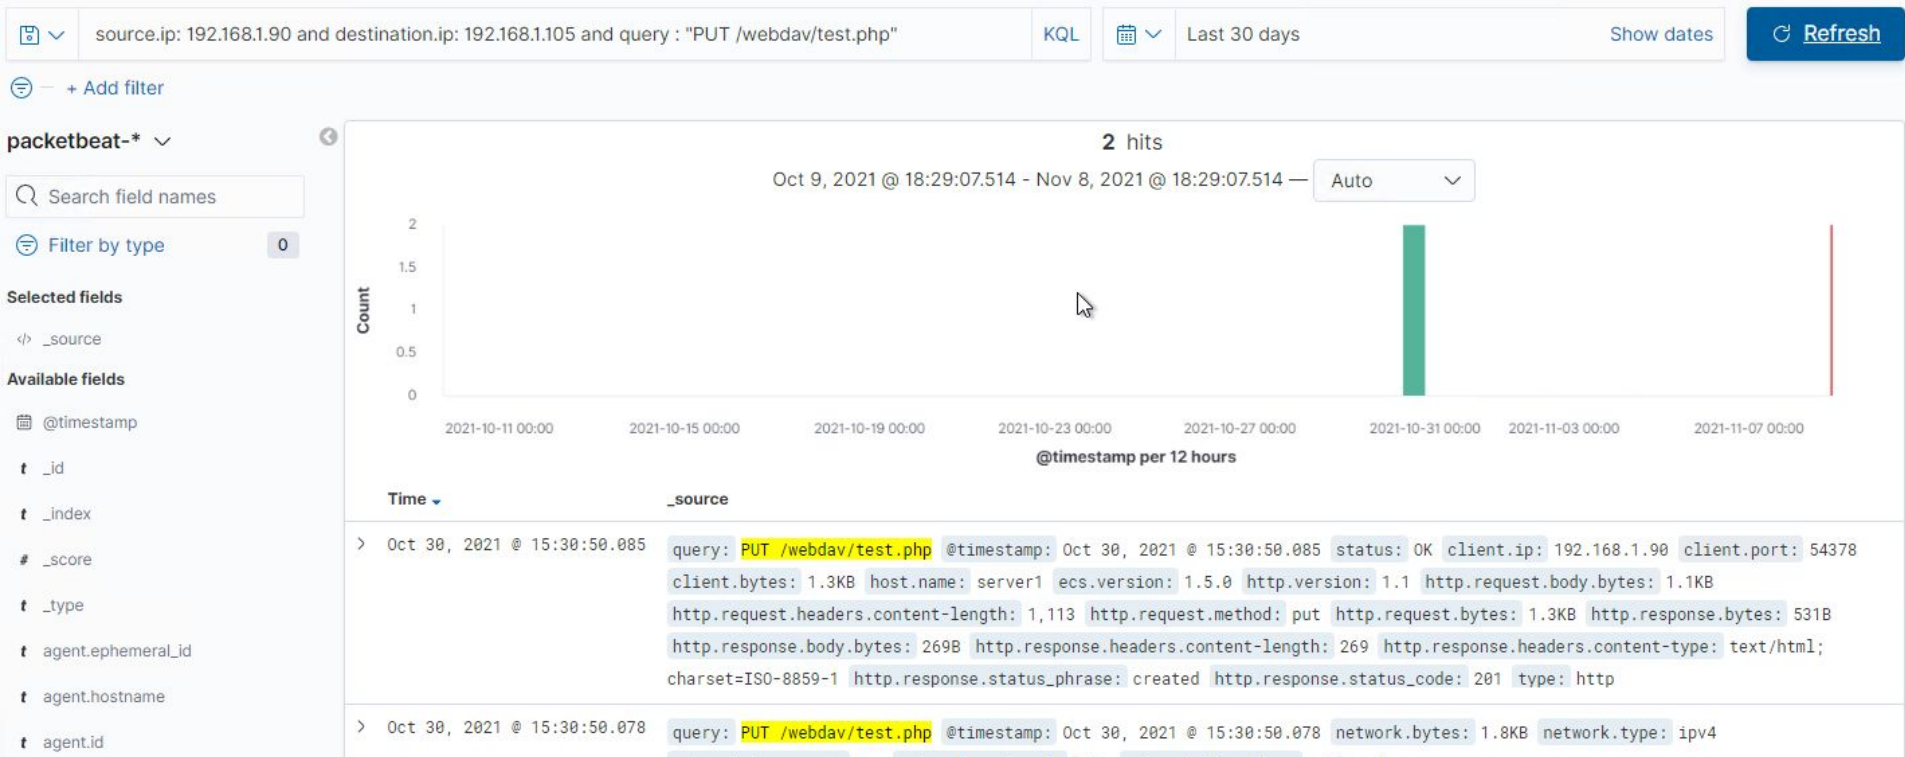 source.ip: 192.168.1.90 and destination.ip: 192.168.1.105 and query : "PUT /webdav/test.php"
KQL
Last 30 days
Show dates
Refresh
+ Add filter
packetbeat-*
Search field names
Filter by type
0
Selected fields
</> _source
Available fields
@timestamp
t _id
t _index
# _score
t _type
t agent.ephemeral_id
t agent.hostname
t agent.id
2 hits
Oct 9, 2021 @ 18:29:07.514 - Nov 8, 2021 @ 18:29:07.514 —
Auto
Count
2
1.5
1
0.5
0
2021-10-11 00:00
2021-10-15 00:00
2021-10-19 00:00
2021-10-23 00:00
2021-10-27 00:00
2021-10-31 00:00
2021-11-03 00:00
2021-11-07 00:00
@timestamp per 12 hours
Time
_source
> Oct 30, 2021 @ 15:30:50.085
query: PUT /webdav/test.php @timestamp: Oct 30, 2021 @ 15:30:50.085 status: OK client.ip: 192.168.1.90 client.port: 54378
client.bytes: 1.3KB host.name: server1 ecs.version: 1.5.0 http.version: 1.1 http.request.body.bytes: 1.1KB
http.request.headers.content-length: 1,113 http.request.method: put http.request.bytes: 1.3KB http.response.bytes: 531B
http.response.body.bytes: 269B http.response.headers.content-length: 269 http.response.headers.content-type: text/html;
charset=ISO-8859-1 http.response.status_phrase: created http.response.status_code: 201 type: http
> Oct 30, 2021 @ 15:30:50.078
query: PUT /webdav/test.php @timestamp: Oct 30, 2021 @ 15:30:50.078 network.bytes: 1.8KB network.type: ipv4